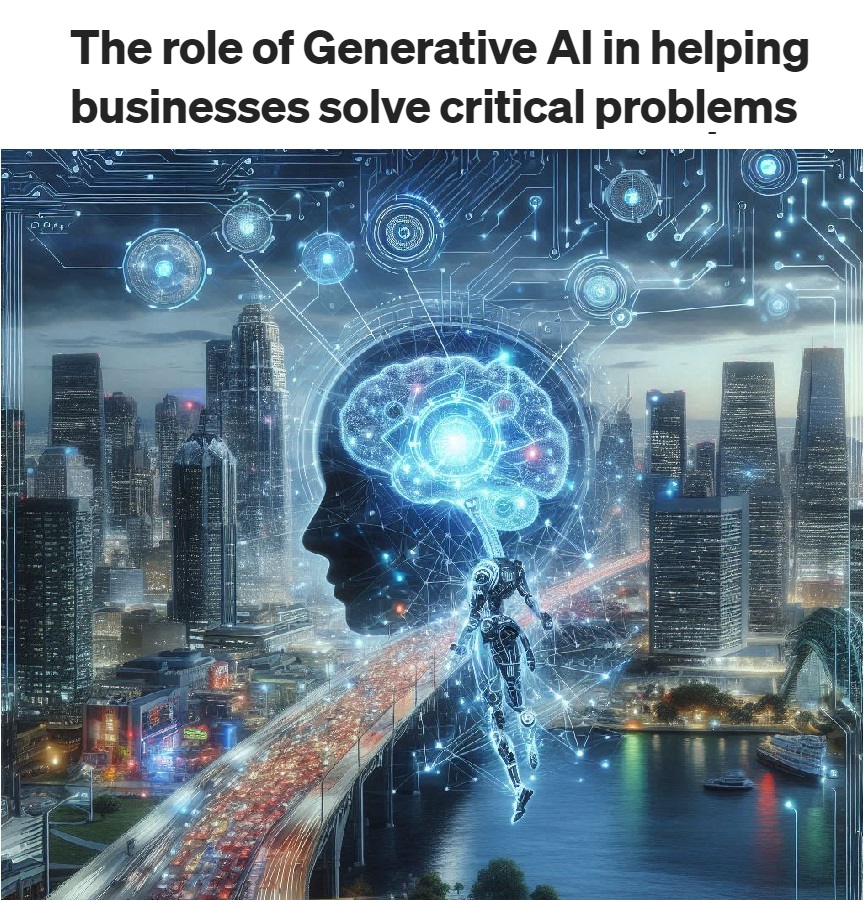 The role of Generative AI in helping
businesses solve critical problems